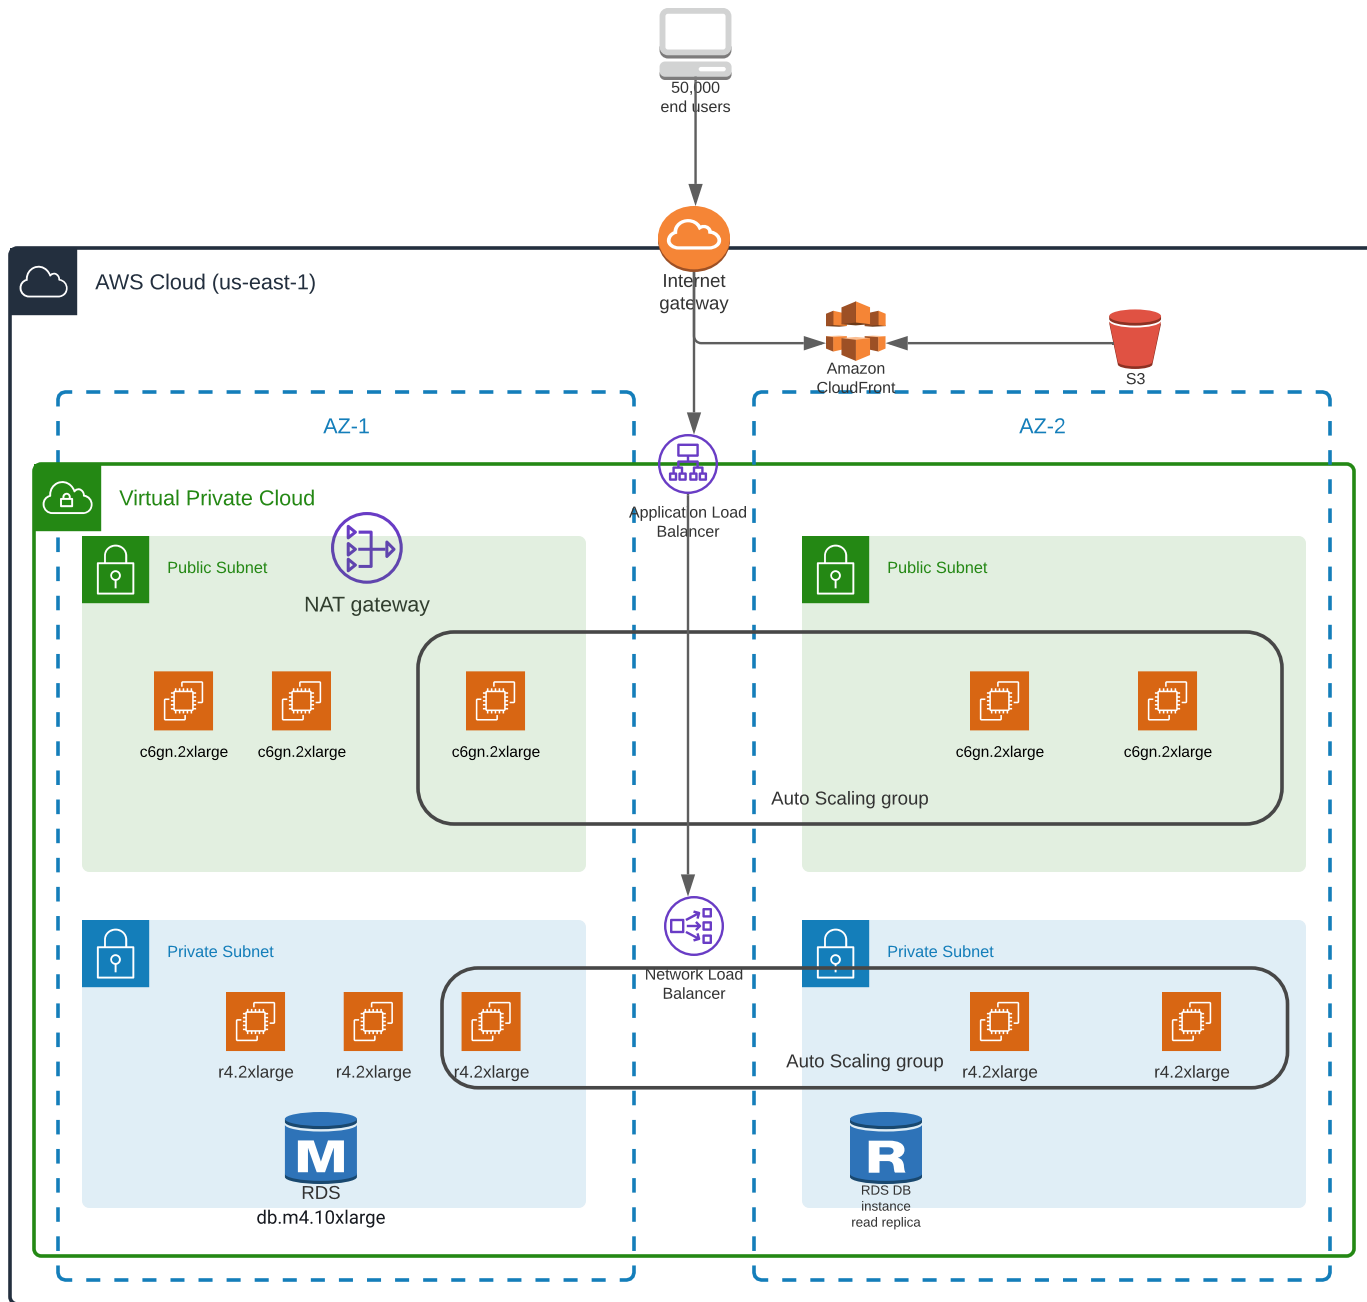 50,000
end users
AWS Cloud (us-east-1)
Internet
gateway
Amazon
CloudFront
S3
AZ-1
AZ-2
Virtual Private Cloud
Application Load
Balancer
Public Subnet
NAT gateway
Public Subnet
c6gn.2xlarge
c6gn.2xlarge
c6gn.2xlarge
c6gn.2xlarge
c6gn.2xlarge
Auto Scaling group
Private Subnet
Network Load
Balancer
Private Subnet
r4.2xlarge
r4.2xlarge
r4.2xlarge
Auto Scaling group
r4.2xlarge
r4.2xlarge
M
RDS
db.m4.10xlarge
R
RDS DB
instance
read replica